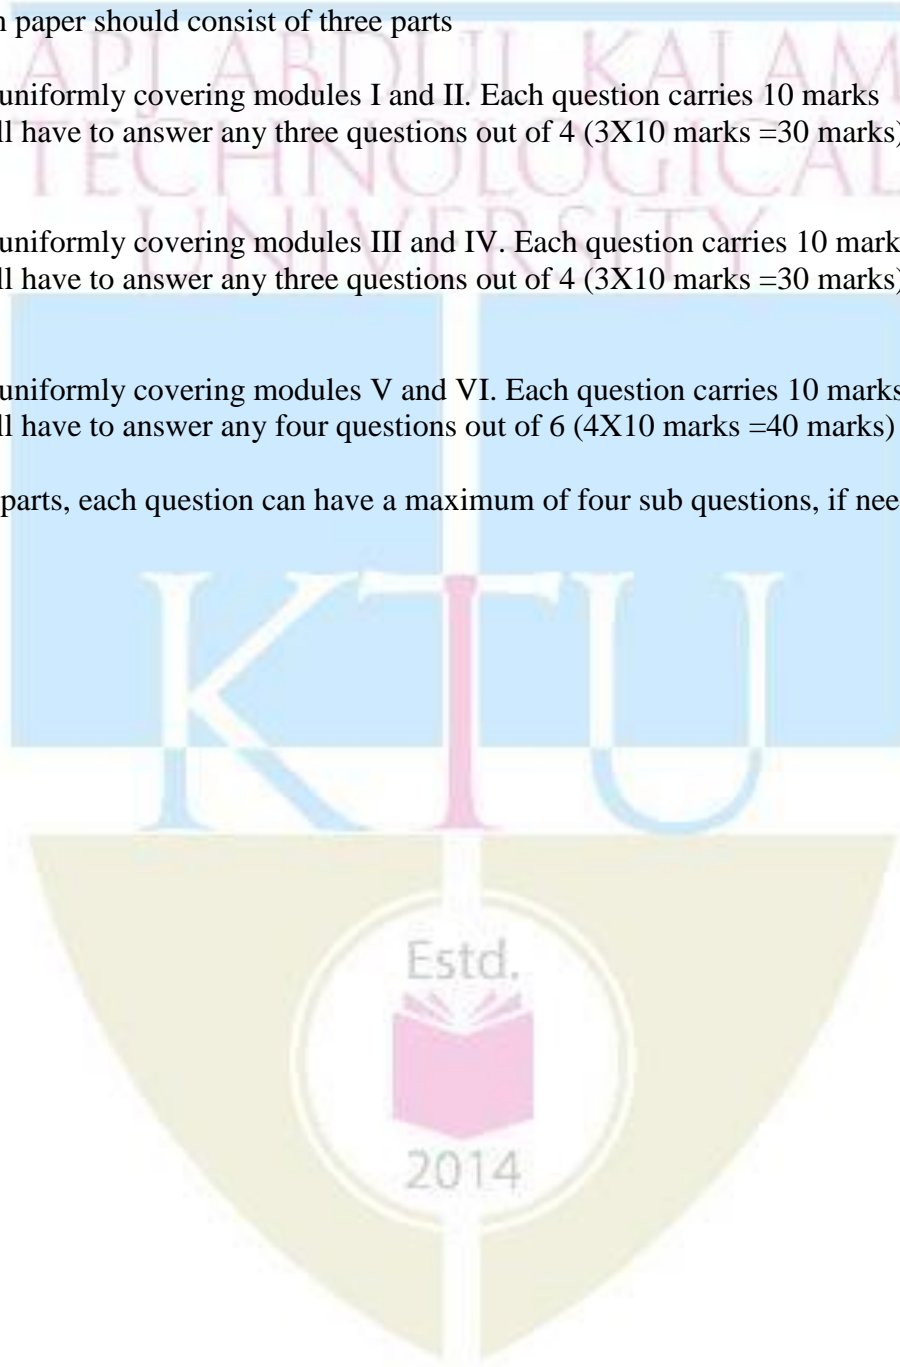 n paper should consist of three parts
API ABDUL KALAM
uniformly covering modules I and II. Each question carries 10 marks
ll have to answer any three questions out of 4 (3X10 marks =30 marks)
TECHNOLOGICAL
UNIVERSITY
uniformly covering modules III and IV. Each question carries 10 mark
ll have to answer any three questions out of 4 (3X10 marks =30 marks)
uniformly covering modules V and VI. Each question carries 10 marks
ll have to answer any four questions out of 6 (4X10 marks =40 marks)
parts, each question can have a maximum of four sub questions, if nee
KTU
Estd.
2014